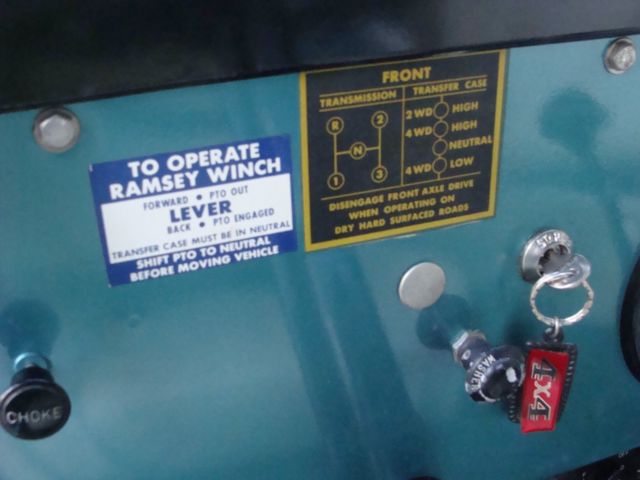 TO OPERATE
RAMSEY WINCH
FORWARD • PTO OUT
LEVER
BACK • PTO ENGAGED
TRANSFER CASE MUST BE IN NEUTRAL
SHIFT PTO TO NEUTRAL
BEFORE MOVING VEHICLE
FRONT
TRANSMISSION
TRANSFER CASE
R 2
N
1 3
2 WD HIGH
4 WD HIGH
NEUTRAL
4 WD LOW
DISENGAGE FRONT AXLE DRIVE
WHEN OPERATING ON
DRY HARD SURFACED ROADS
CHOKE
WASHER
4X4